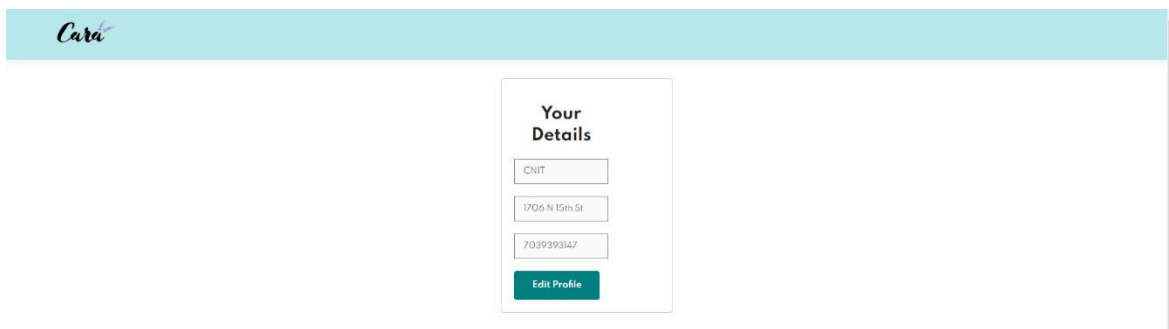 Cara
Your
Details
CNIT
1706 N 15th St
7039393147
Edit Profile